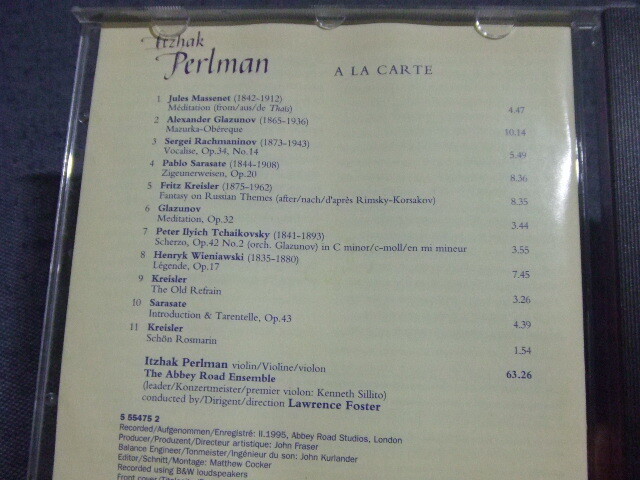 Itzhak
Perlman
A LA CARTE
1 Jules Massenet (1842-1912)
Méditation (from/aus/de Thaïs) 4.47
2 Alexander Glazunov (1865-1936)
Mazurka-Obéreque 10.14
3 Sergei Rachmaninov (1873-1943)
Vocalise, Op.34, No.14 5.49
4 Pablo Sarasate (1844-1908)
Zigeunerweisen, Op.20 8.36
5 Fritz Kreisler (1875-1962)
Fantasy on Russian Themes (after/nach/d'après Rimsky-Korsakov) 8.35
6 Glazunov
Meditation, Op.32 3.44
7 Peter Ilyich Tchaikovsky (1841-1893)
Scherzo, Op.42 No.2 (orch. Glazunov) in C minor/c-moll/en mi mineur 3.55
8 Henryk Wieniawski (1835-1880)
Légende, Op.17 7.45
9 Kreisler
The Old Refrain 3.26
10 Sarasate
Introduction & Tarentelle, Op.43 4.39
11 Kreisler
Schön Rosmarin 1.54
63.26
Itzhak Perlman violin/Violine/violon
The Abbey Road Ensemble
(leader/Konzertmeister/premier violon: Kenneth Sillito)
conducted by/Dirigent/direction Lawrence Foster
5 55475 2
Recorded/Aufgenommen/Enregistré: II.1995, Abbey Road Studios, London
Producer/Produzent/Directeur artistique: John Fraser
Balance Engineer/Tonmeister/Ingénieur du son: John Kurlander
Editor/Schnitt/Montage: Matthew Cocker
Recorded using B&W loudspeakers
Front cover